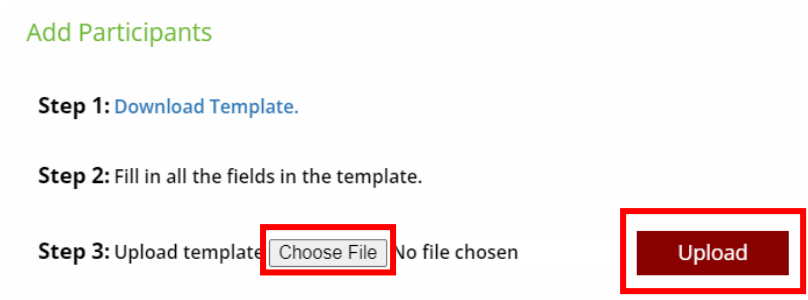 Add Participants
Step 1: Download Template.
Step 2: Fill in all the fields in the template.
Step 3: Upload template Choose File No file chosen Upload